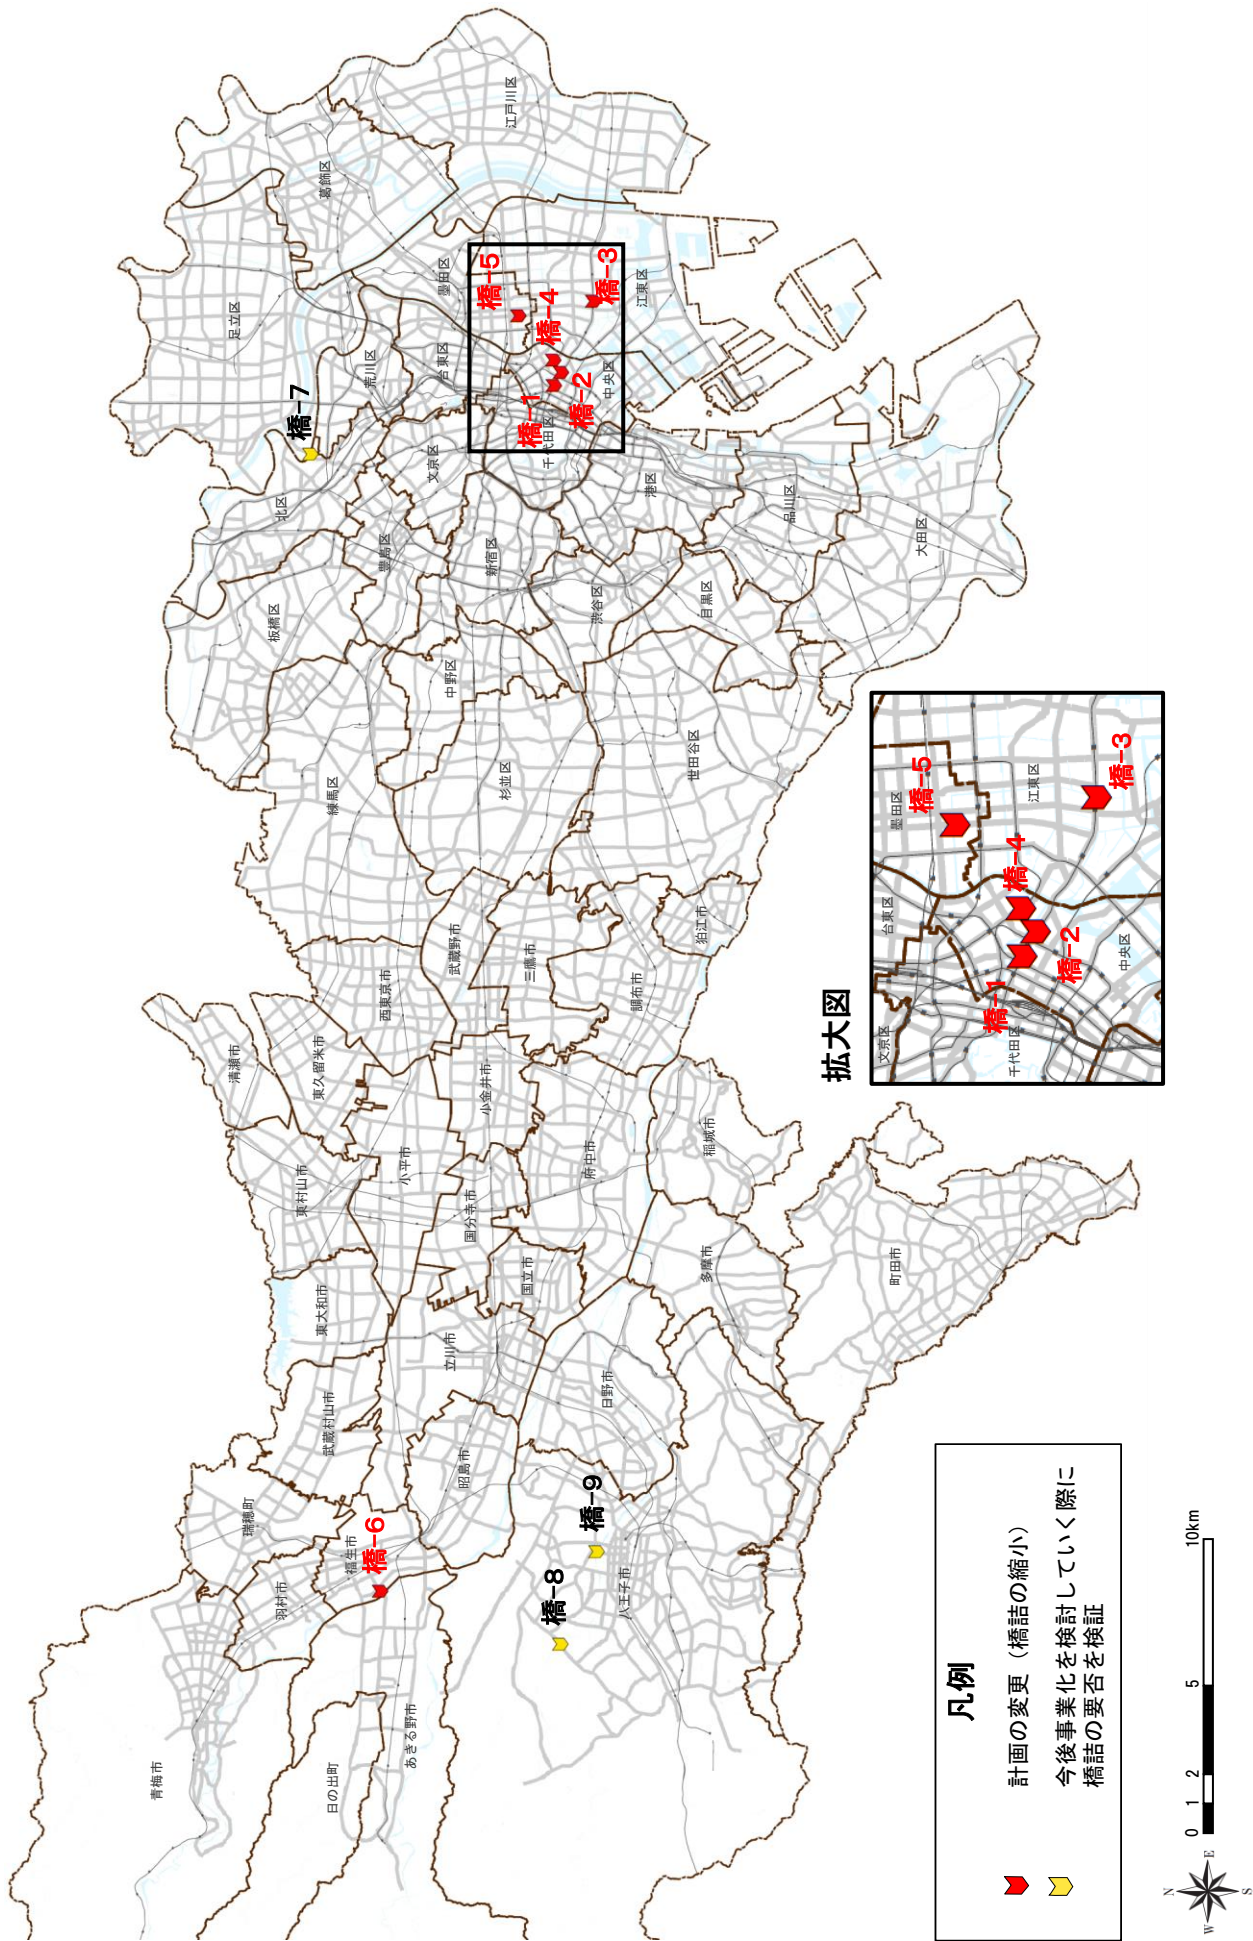 青梅市
日の出町
あきる野市
羽村市
瑞穂町
福生市
橋-6
武蔵村山市
昭島市
橋-8
橋-9
八王子市
東大和市
立川市
日野市
国立市
東村山市
小平市
国分寺市
府中市
多摩市
町田市
清瀬市
東久留米市
小金井市
稲城市
西東京市
武蔵野市
三鷹市
調布市
狛江市
練馬区
杉並区
世田谷区
板橋区
中野区
豊島区
新宿区
渋谷区
目黒区
北区
橋-7
文京区
港区
品川区
大田区
足立区
荒川区
台東区
千代田区
橋-1
橋-2
中央区
橋-4
橋-5
橋-3
墨田区
江東区
葛飾区
江戸川区
拡大図
文京区
台東区
墨田区
千代田区
橋-1
橋-2
橋-4
橋-5
橋-3
江東区
中央区
凡例
計画の変更（橋詰の縮小）
今後事業化を検討していく際に
橋詰の要否を検証
N
W
E
S
0 1 2 5 10km